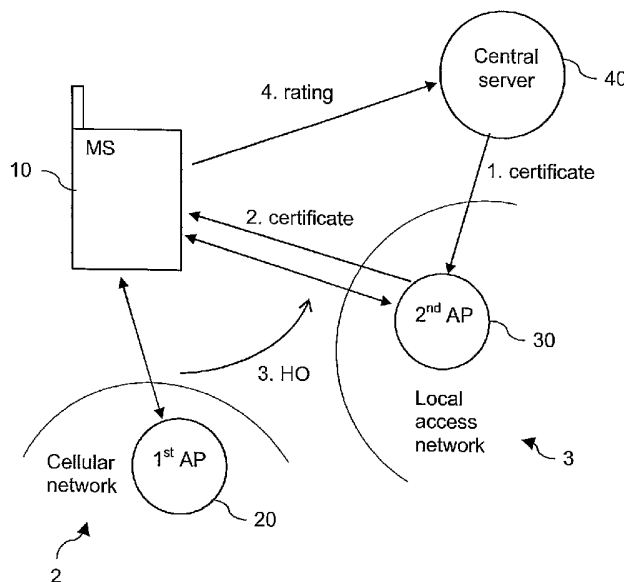 Central
server
40
4. rating
MS
10
1. certificate
2. certificate
2nd AP
30
3. HO
Local
access
network
3
1st AP
Cellular
network
20
2